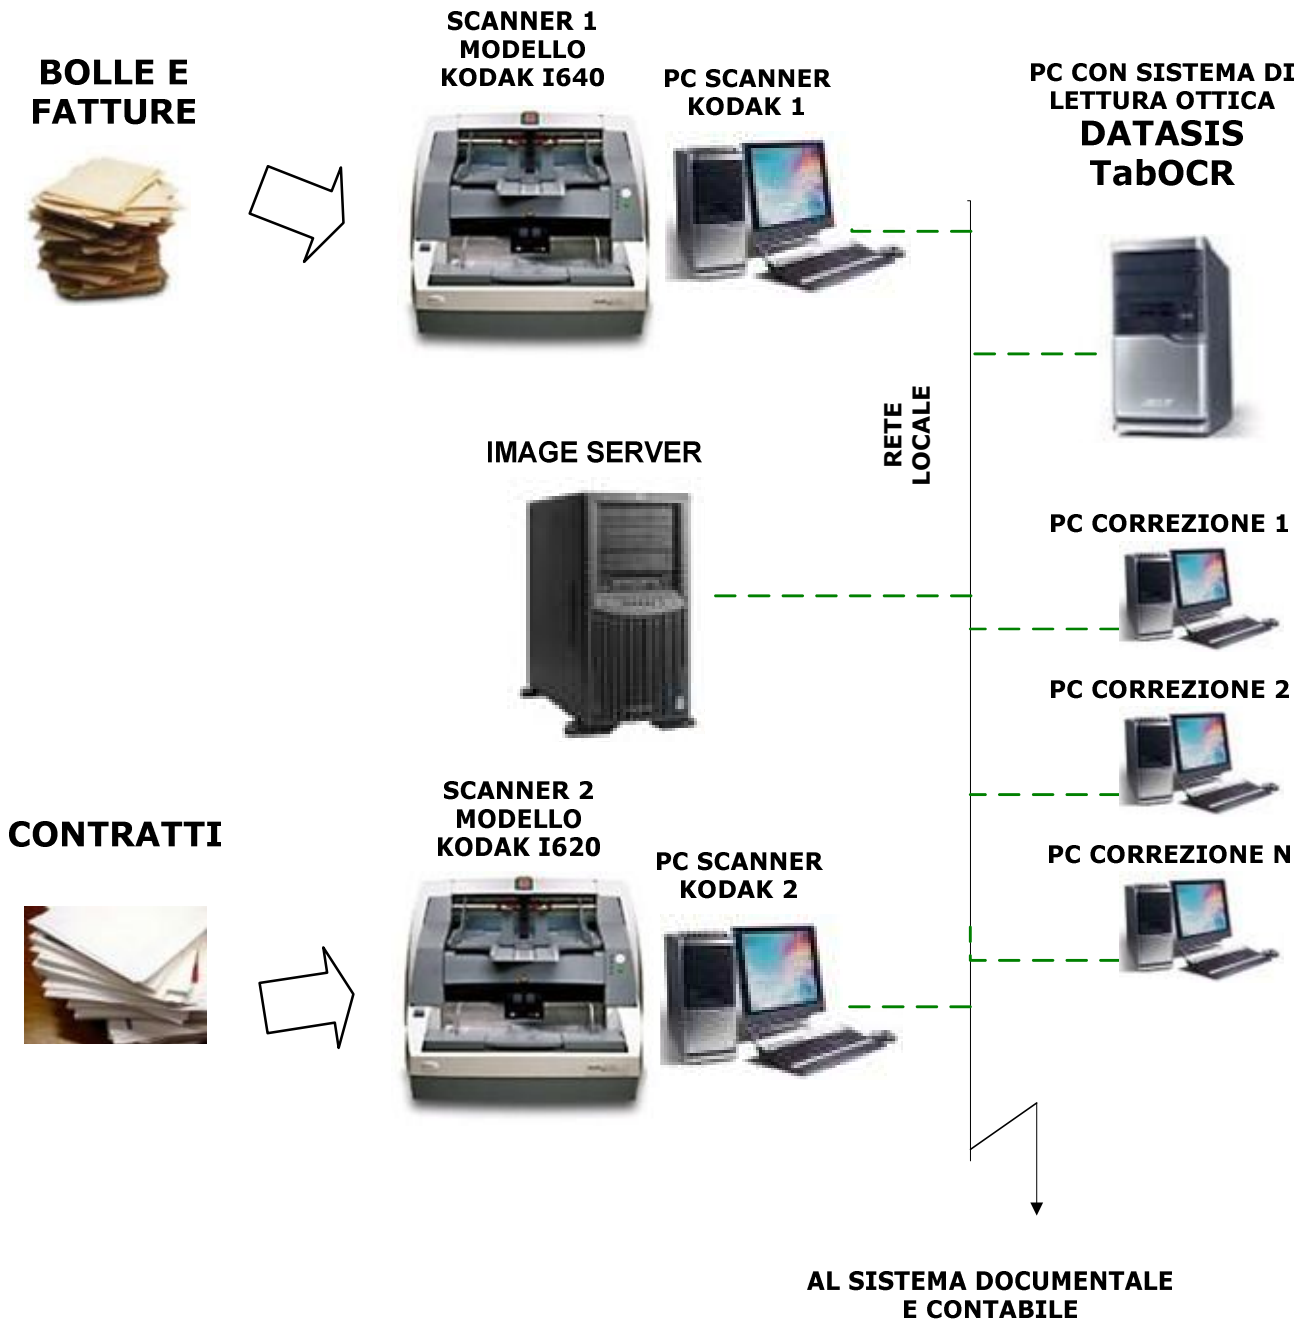 SCANNER 1
MODELLO
KODAK I640
BOLLE E
FATTURE
PC SCANNER
KODAK 1
PC CON SISTEMA DI
LETTURA OTTICA
DATASIS
TabOCR
RETE
LOCALE
IMAGE SERVER
PC CORREZIONE 1
PC CORREZIONE 2
SCANNER 2
MODELLO
KODAK I620
CONTRATTI
PC SCANNER
KODAK 2
PC CORREZIONE N
AL SISTEMA DOCUMENTALE
E CONTABILE